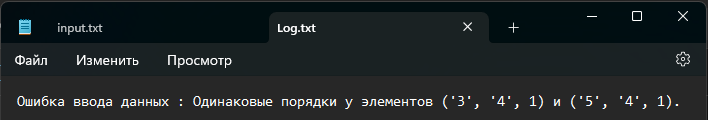 input.txt
Log.txt
Файл
Изменить
Просмотр
Ошибка ввода данных : Одинаковые порядки у элементов ('3', '4', 1) и ('5', '4', 1).